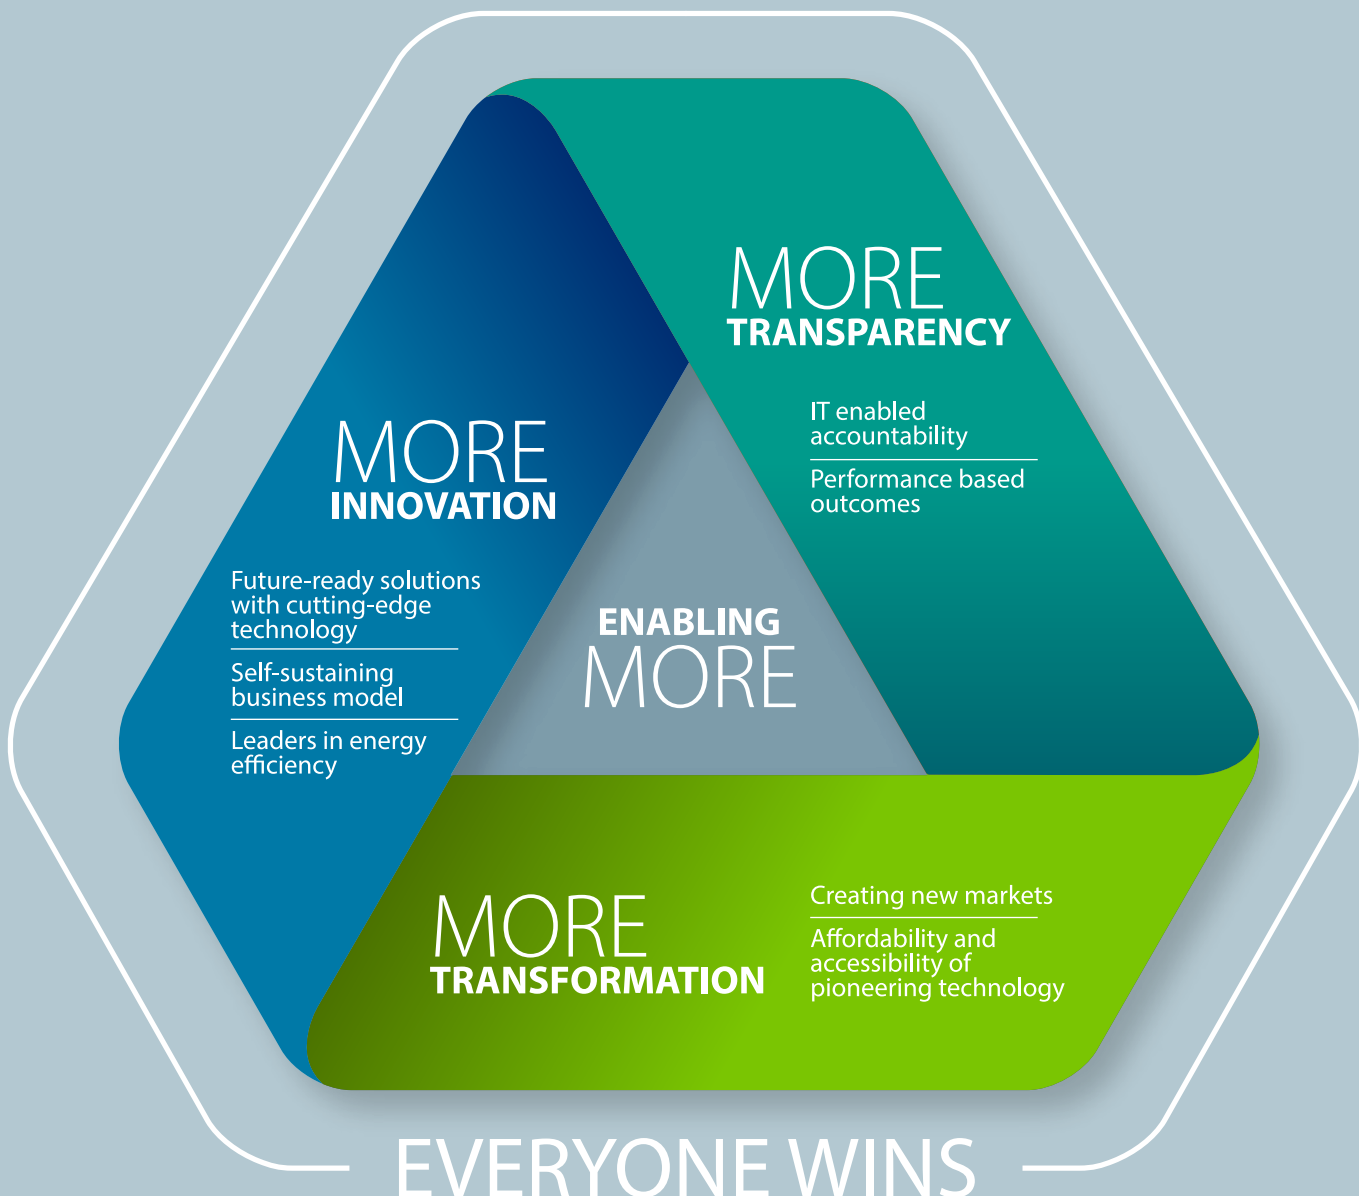 MORE
TRANSPARENCY
IT enabled
accountability
Performance based
outcomes
MORE
INNOVATION
Future-ready solutions
with cutting-edge
technology
Self-sustaining
business model
Leaders in energy
efficiency
ENABLING
MORE
MORE
TRANSFORMATION
Creating new markets
Affordability and
accessibility of
pioneering technology
EVERYONE WINS